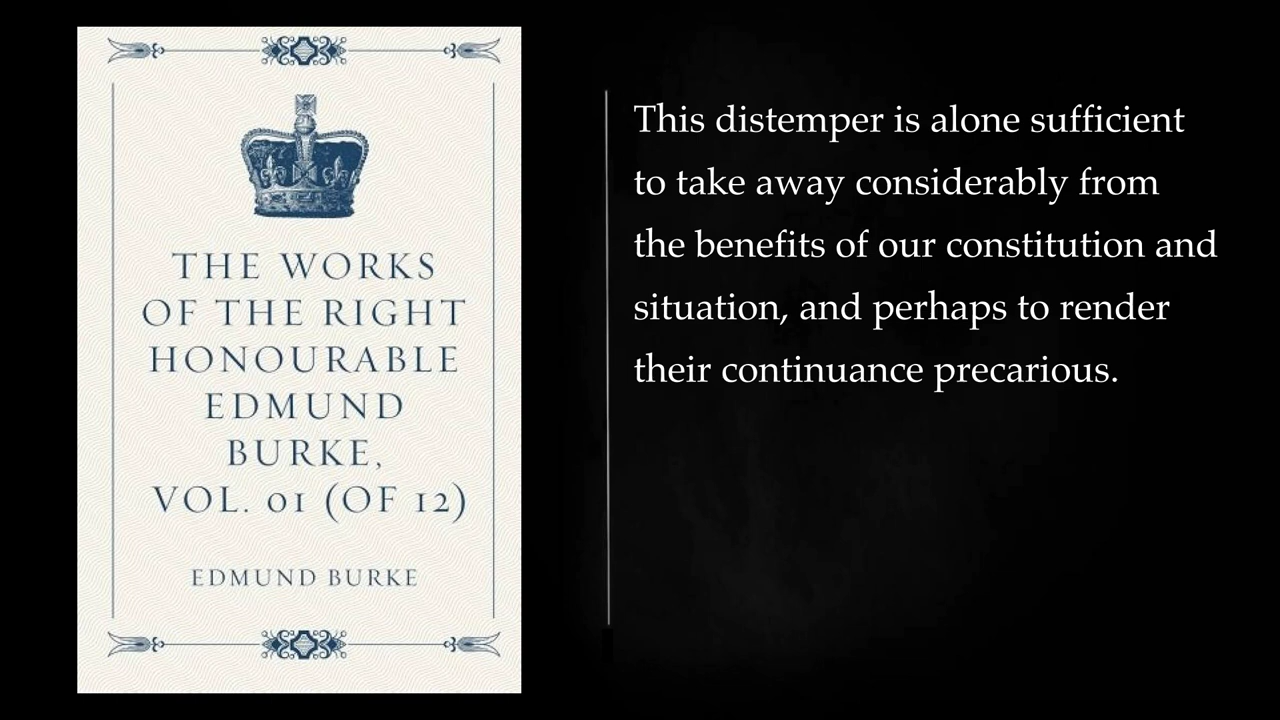 THE WORKS
OF THE RIGHT
HONOURABLE
EDMUND
BURKE,
VOL. 01 (OF 12)
EDMUND BURKE
This distemper is alone sufficient
to take away considerably from
the benefits of our constitution and
situation, and perhaps to render
their continuance precarious.